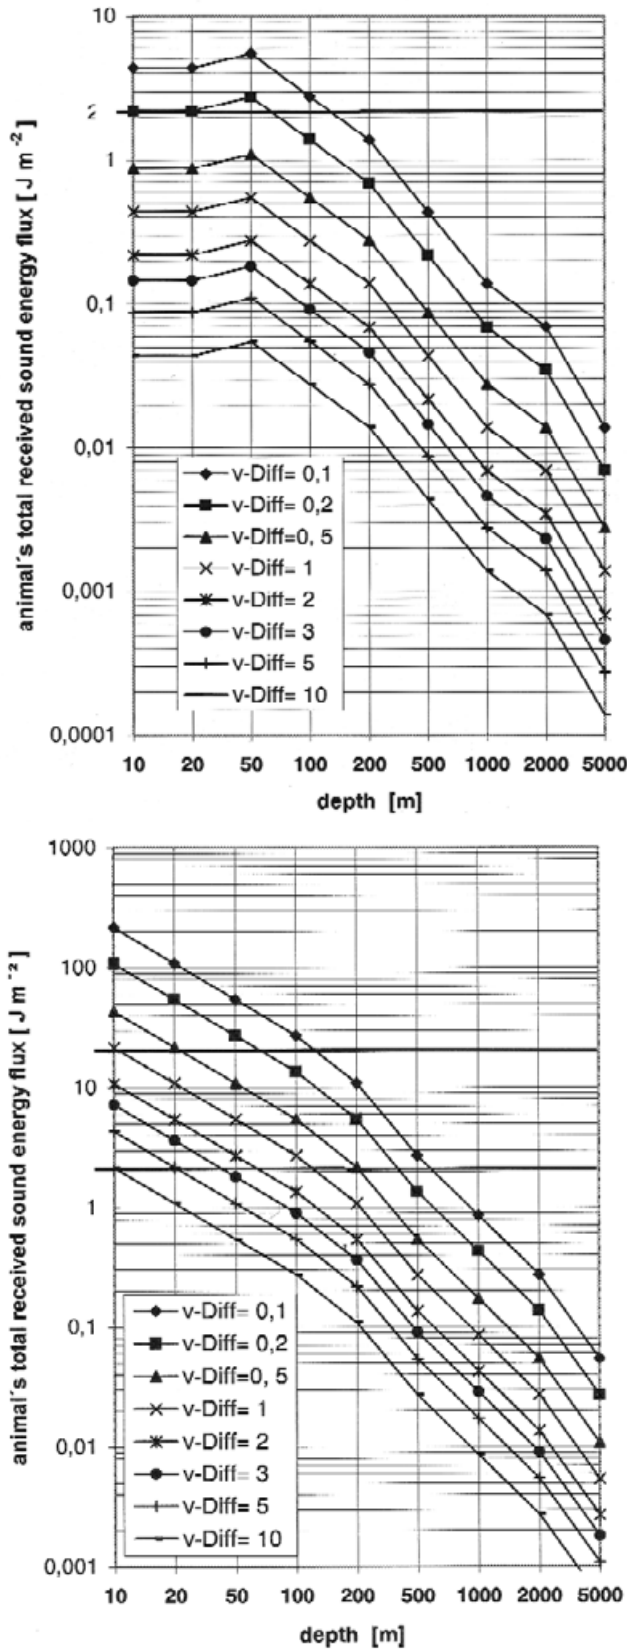 10
2
1
0,1
0,01
0,001
0,0001
animal´s total received sound energy flux [ J m⁻²]
v-Diff= 0,1
v-Diff= 0,2
v-Diff=0, 5
v-Diff= 1
v-Diff= 2
v-Diff= 3
v-Diff= 5
v-Diff= 10
10 20 50 100 200 500 1000 2000 5000
depth [m]
1000
100
10
1
0,1
0,01
0,001
animal´s total received sound energy flux [ J m⁻²]
v-Diff= 0,1
v-Diff= 0,2
v-Diff=0, 5
v-Diff= 1
v-Diff= 2
v-Diff= 3
v-Diff= 5
v-Diff= 10
10 20 50 100 200 500 1000 2000 5000
depth [m]